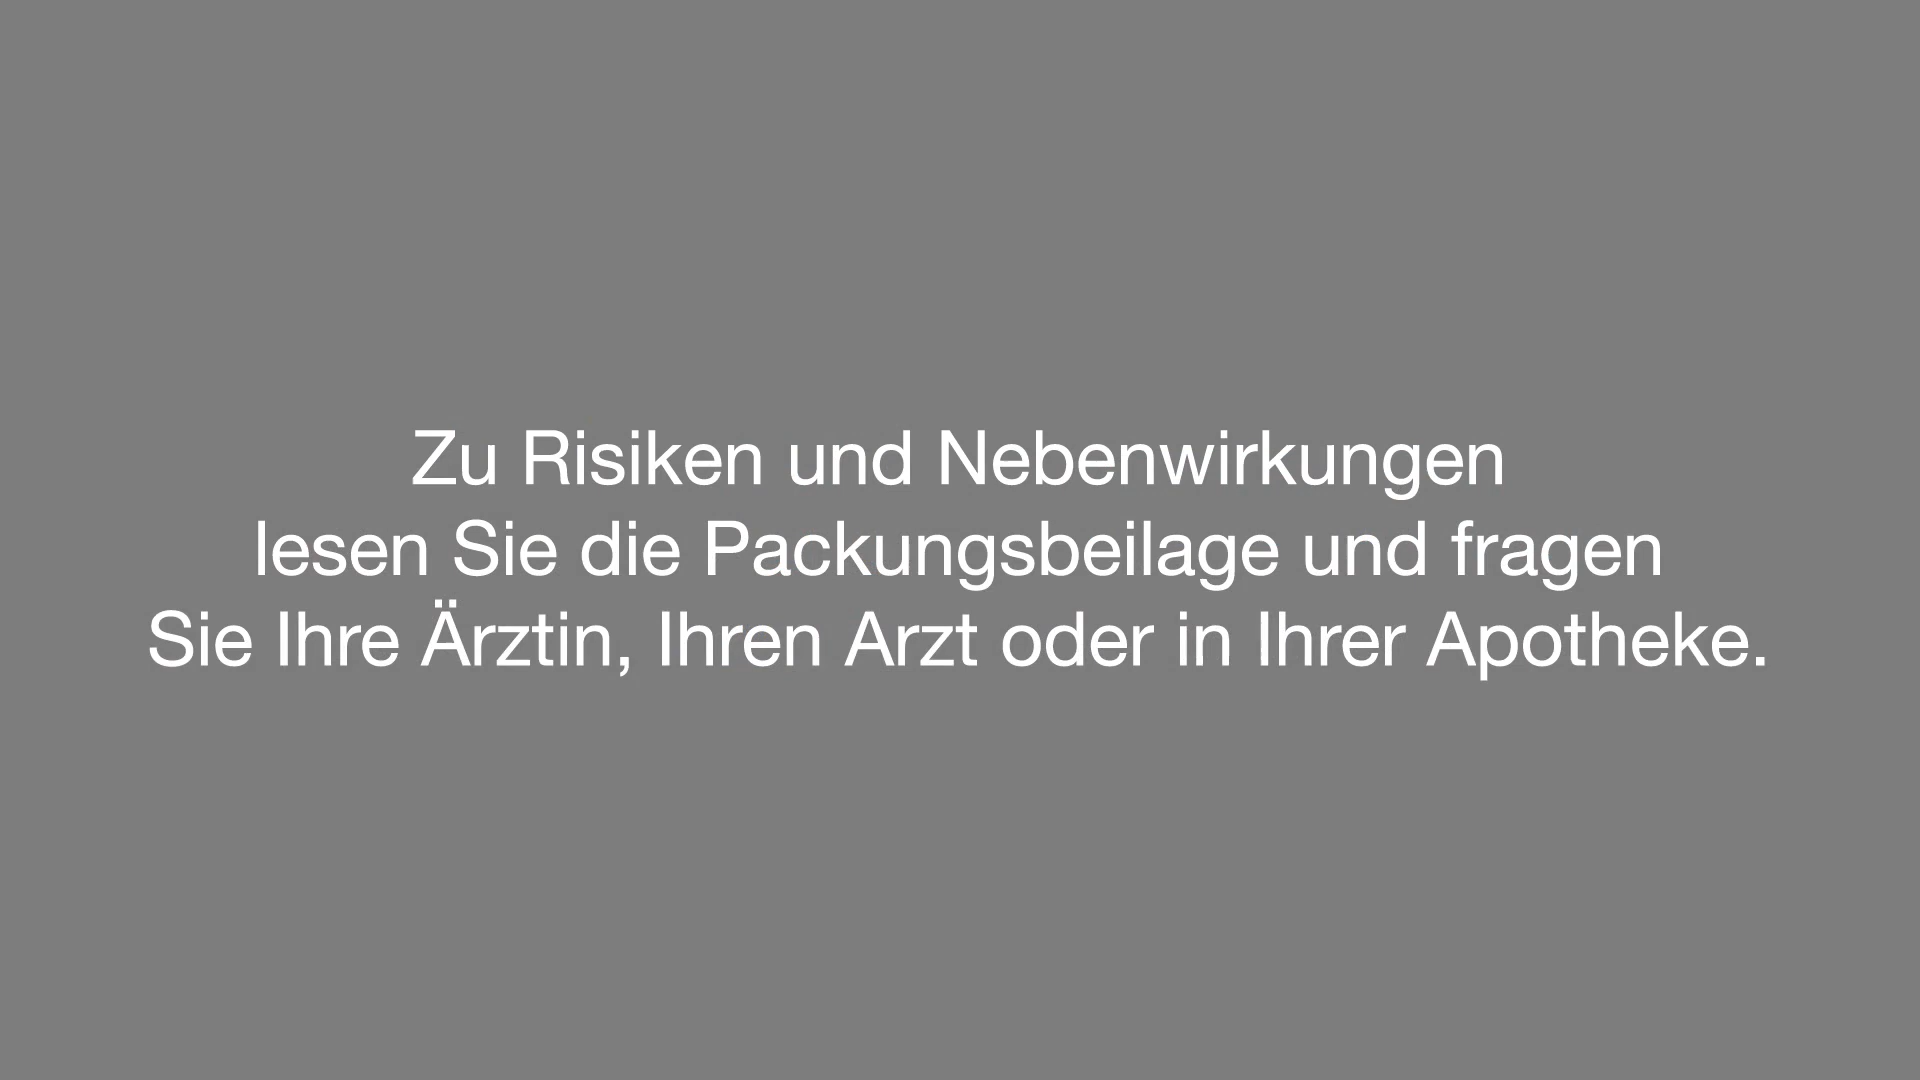 Zu Risiken und Nebenwirkungen
lesen Sie die Packungsbeilage und fragen
Sie Ihre Ärztin, Ihren Arzt oder in Ihrer Apotheke.